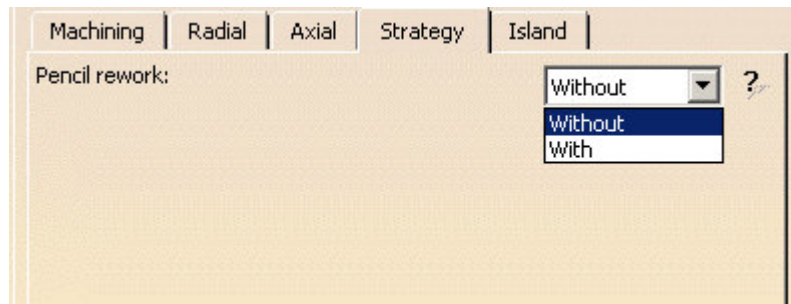 Machining Radial Axial Strategy Island
Pencil rework: Without ?
Without
With